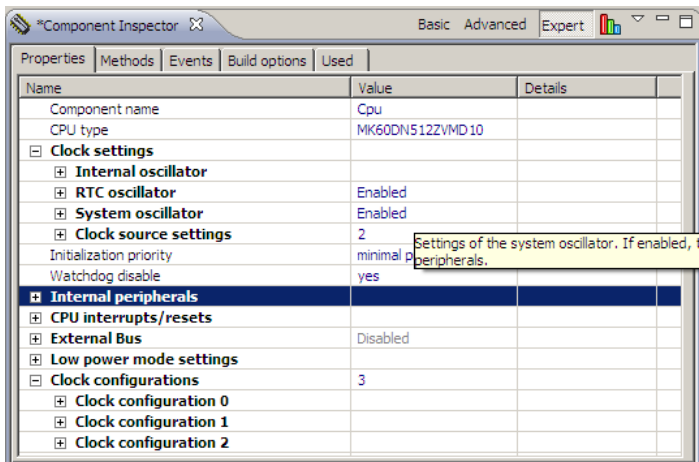 *Component Inspector
Basic Advanced Expert
Properties Methods Events Build options Used
Name Value Details
Component name Cpu
CPU type MK60DN512ZVMD10
Clock settings
Internal oscillator
RTC oscillator Enabled
System oscillator Enabled
Clock source settings 2
Settings of the system oscillator. If enabled,
Initialization priority minimal
peripherals.
Watchdog disable yes
Internal peripherals
CPU interrupts/resets
External Bus Disabled
Low power mode settings
Clock configurations 3
Clock configuration 0
Clock configuration 1
Clock configuration 2